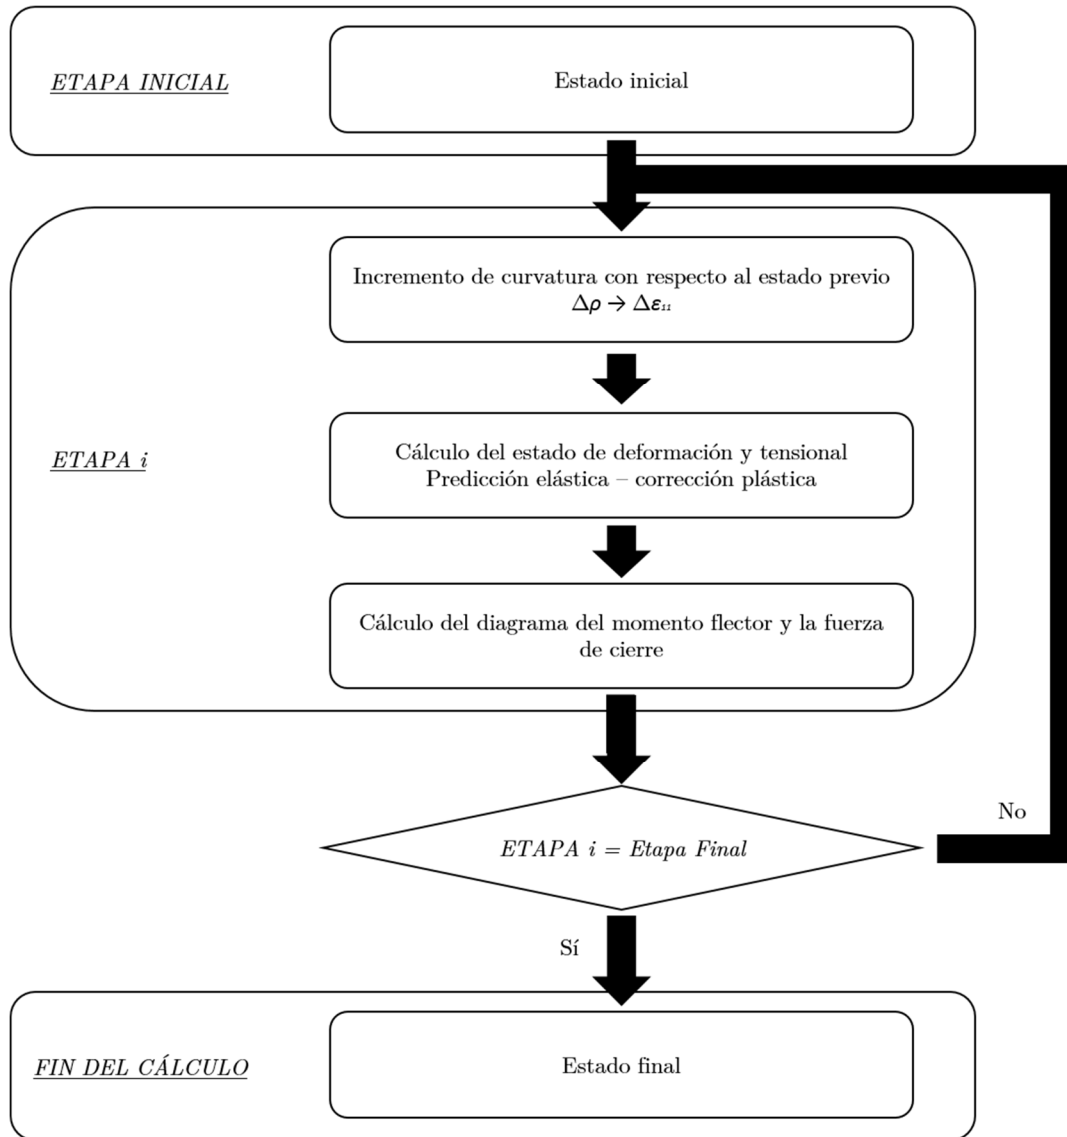 ETAPA INICIAL
Estado inicial
Incremento de curvatura con respecto al estado previo
Δρ → Δε₁₁
ETAPA i
Cálculo del estado de deformación y tensional
Predicción elástica – corrección plástica
Cálculo del diagrama del momento flector y la fuerza
de cierre
No
ETAPA i = Etapa Final
Sí
FIN DEL CÁLCULO
Estado final